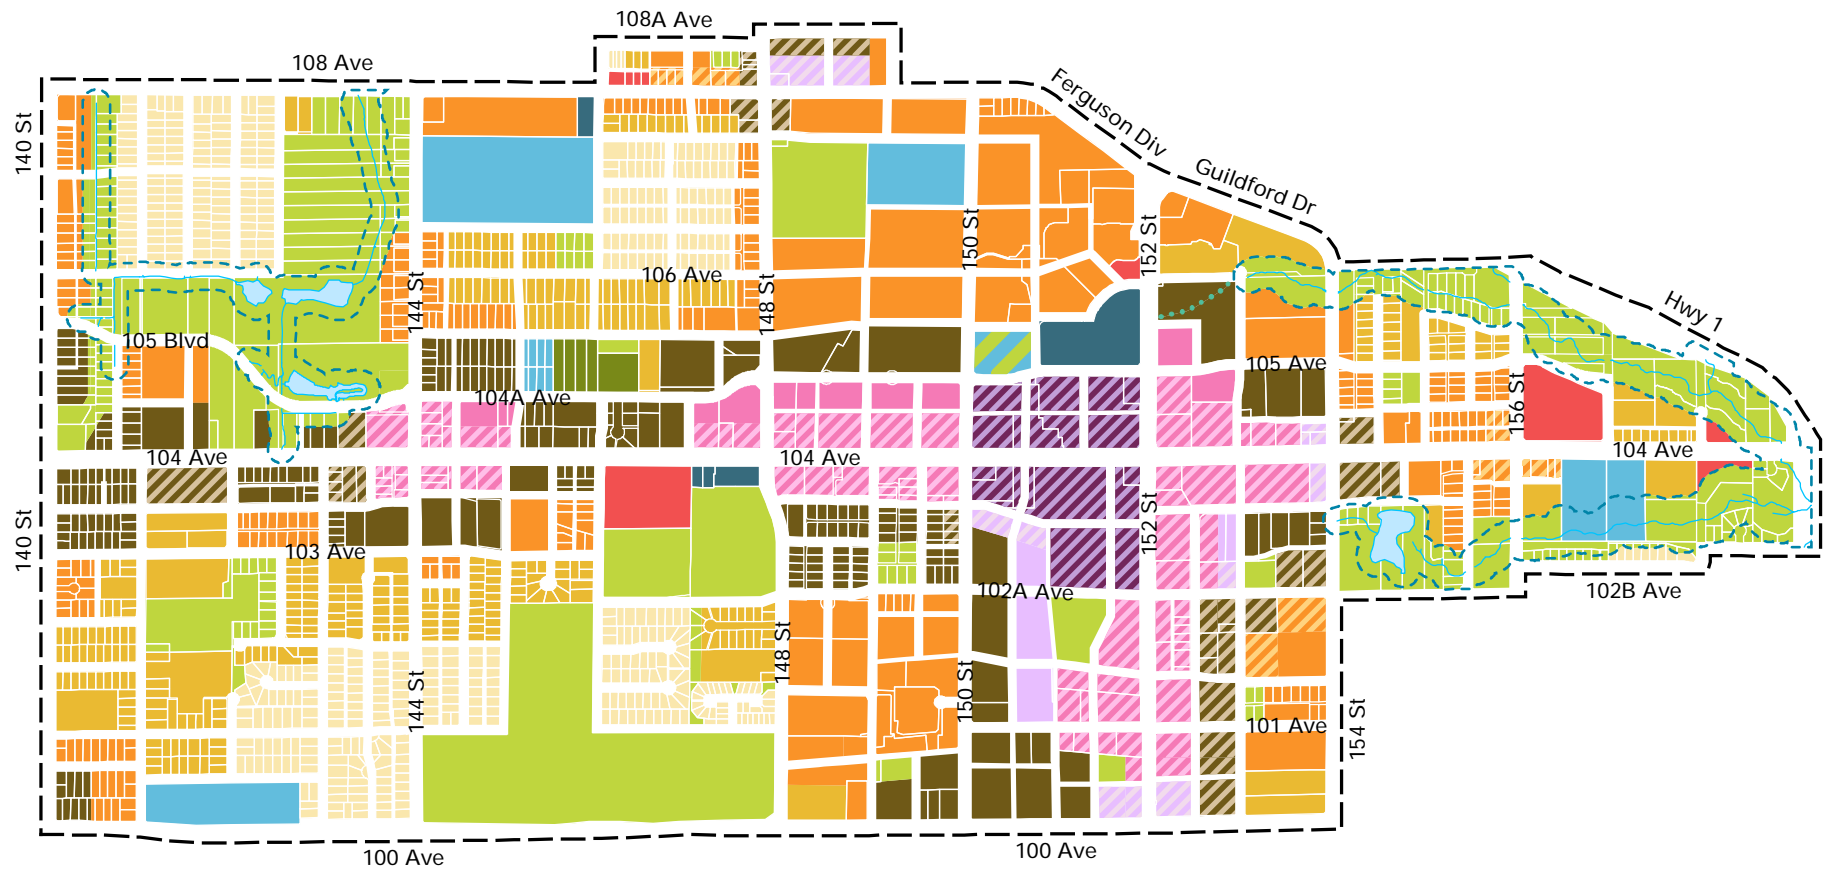 108A Ave
108 Ave
Ferguson Div
140 St
Guildford Dr
150 St
152 St
106 Ave
144 St
148 St
Hwy 1
105 Blvd
105 Ave
104A Ave
156 St
104 Ave
104 Ave
104 Ave
140 St
152 St
103 Ave
102A Ave
102B Ave
148 St
144 St
150 St
154 St
101 Ave
100 Ave
100 Ave